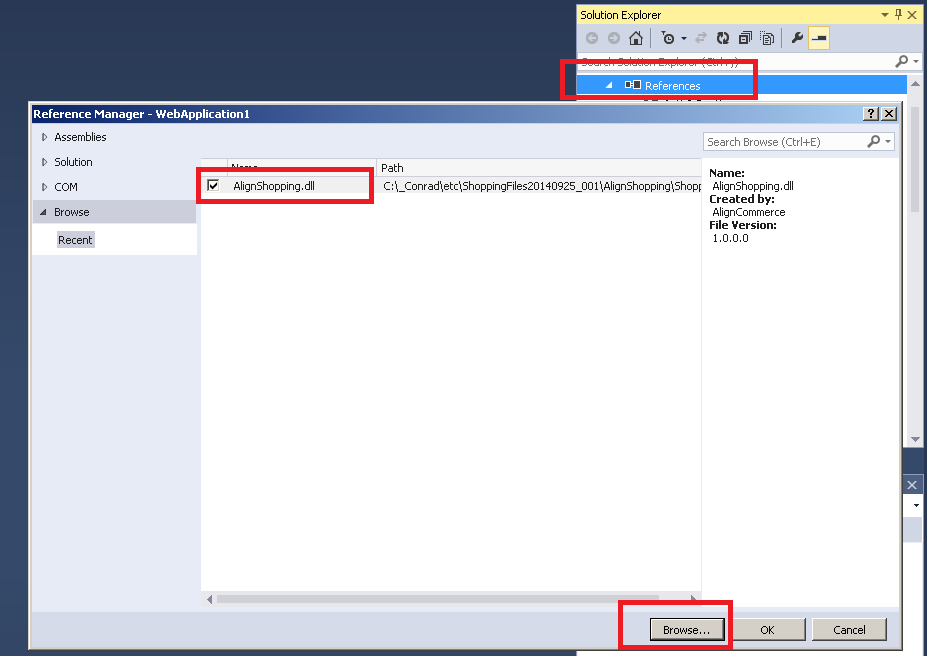 Solution Explorer
Search Solution Explorer (Ctrl+;)
References
Reference Manager - WebApplication1
Assemblies
Solution
COM
Browse
Recent
Search Browse (Ctrl+E)
Name Path
AlignShopping.dll C:\_Conrad\etc\ShoppingFiles20140925_001\AlignShopping\Shopp
Name:
AlignShopping.dll
Created by:
AlignCommerce
File Version:
1.0.0.0
Browse... OK Cancel